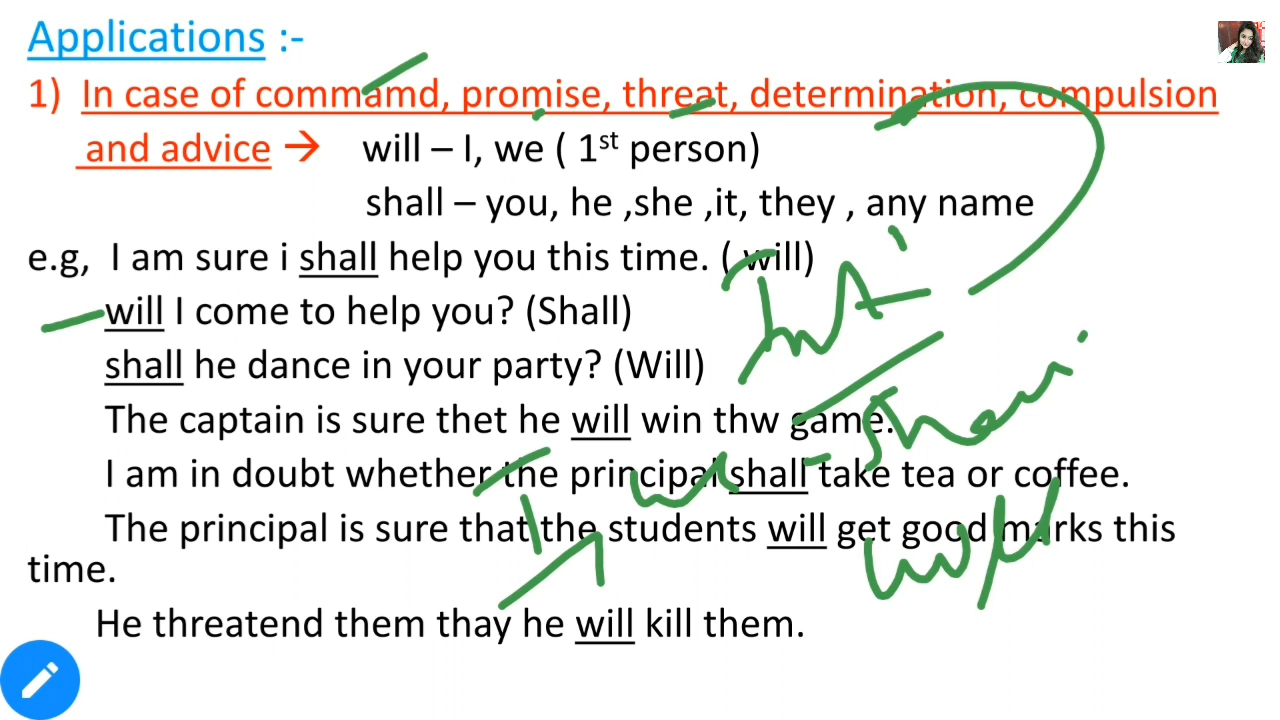 Applications :-
1) In case of commamd, promise, threat, determination, compulsion
and advice → will – I, we ( 1st person)
shall – you, he ,she ,it, they , any name
e.g, I am sure i shall help you this time. ( will)
will I come to help you? (Shall)
shall he dance in your party? (Will)
The captain is sure thet he will win thw game.
I am in doubt whether the principal shall take tea or coffee.
The principal is sure that the students will get good marks this
time.
He threatend them thay he will kill them.